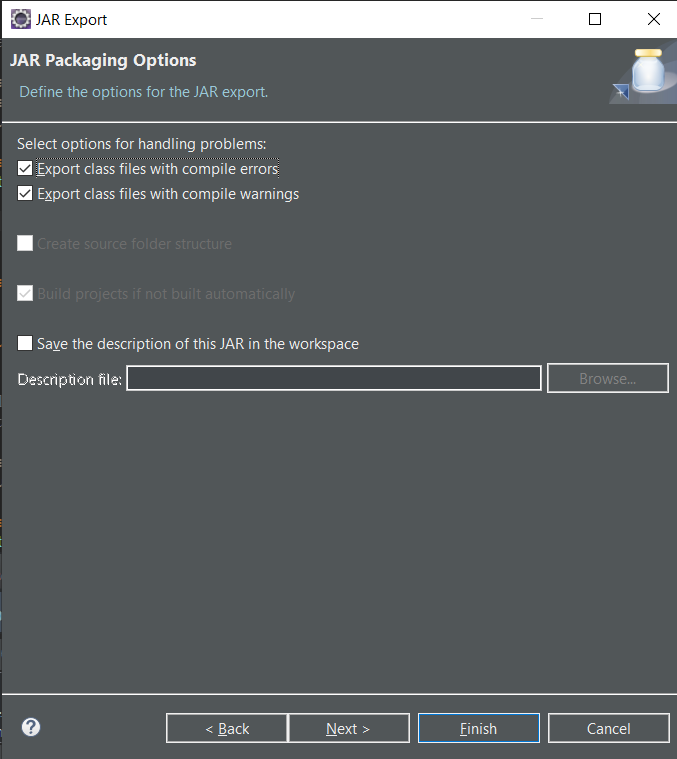 JAR Export
JAR Packaging Options
Define the options for the JAR export.
Select options for handling problems:
Export class files with compile errors
Export class files with compile warnings
Create source folder structure
Build projects if not built automatically
Save the description of this JAR in the workspace
Description file: Browse...
? < Back Next > Finish Cancel